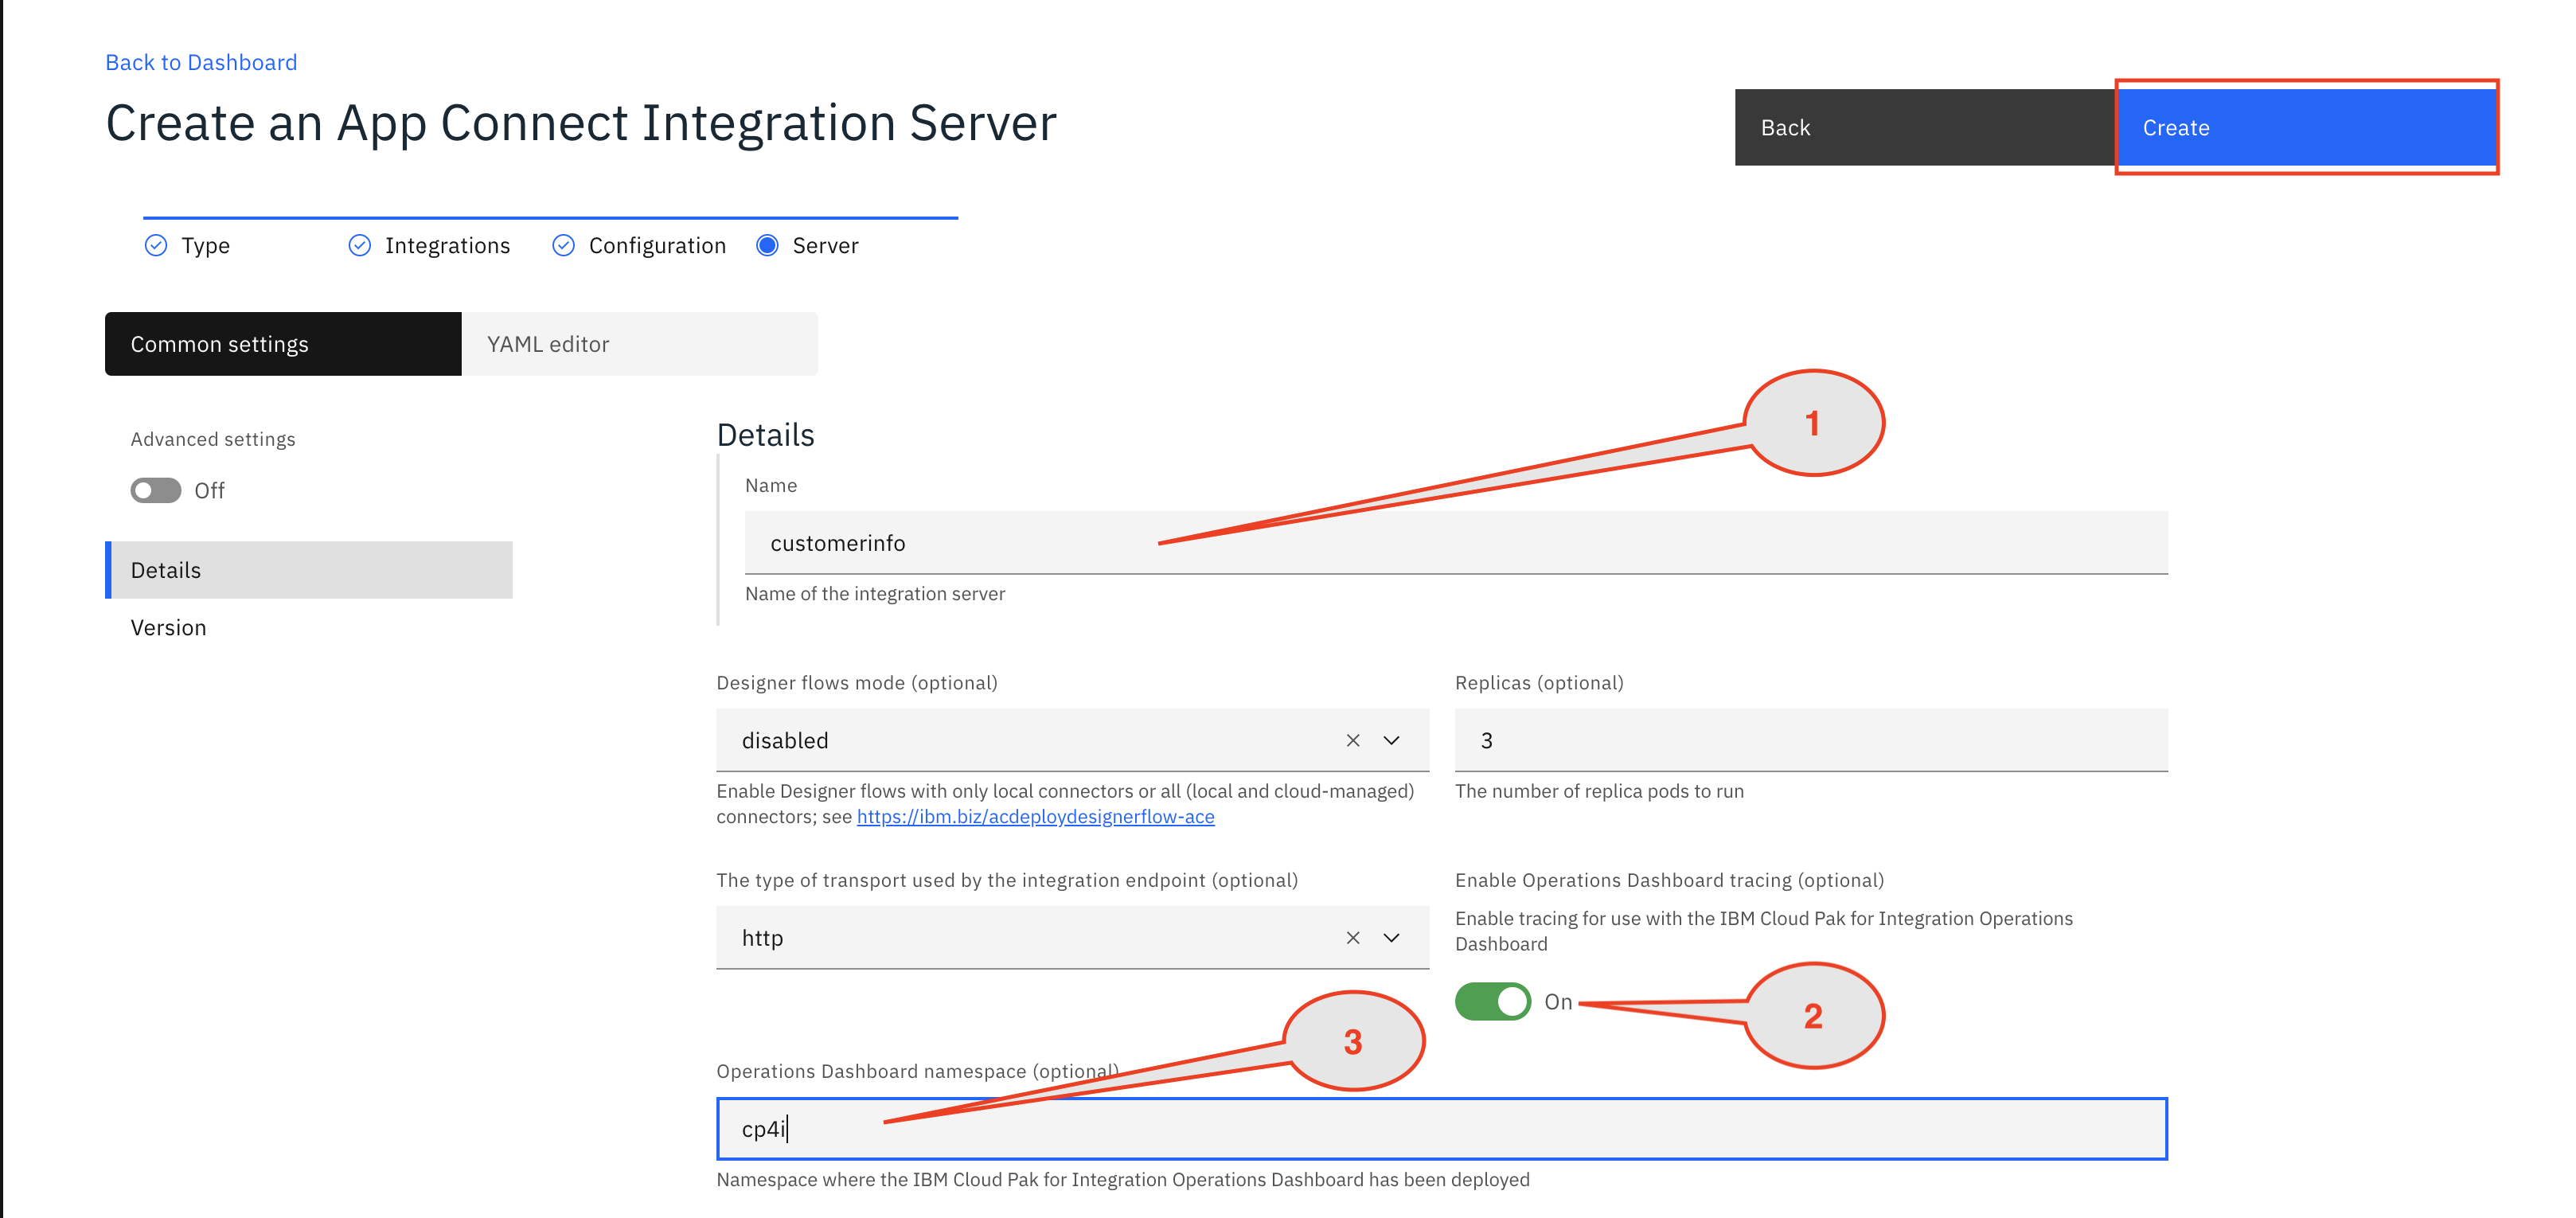 Back to Dashboard
Create an App Connect Integration Server
Back
Create
Type
Integrations
Configuration
Server
Common settings
YAML editor
Advanced settings
Off
Details
Version
Details
1
Name
customerinfo
Name of the integration server
Designer flows mode (optional)
disabled
Enable Designer flows with only local connectors or all (local and cloud-managed)
connectors; see https://ibm.biz/acdeploydesignerflow-ace
Replicas (optional)
3
The number of replica pods to run
The type of transport used by the integration endpoint (optional)
http
Enable Operations Dashboard tracing (optional)
Enable tracing for use with the IBM Cloud Pak for Integration Operations
Dashboard
On
2
3
Operations Dashboard namespace (optional)
cp4i
Namespace where the IBM Cloud Pak for Integration Operations Dashboard has been deployed